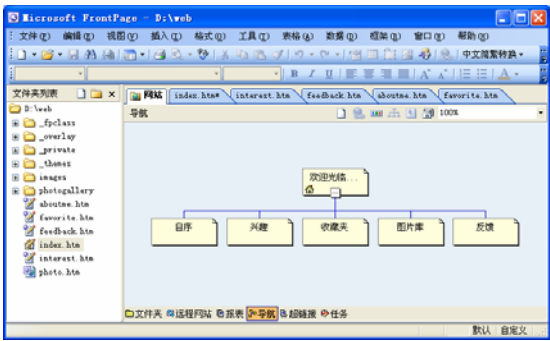 Microsoft FrontPage - D:\web
文件(F) 编辑(E) 视图(V) 插入(I) 格式(O) 工具(T) 表格(A) 数据(D) 框架(R) 窗口(W) 帮助(H)
中文简繁转换
B I U
文件夹列表
网站 index.htm* interest.htm feedback.htm aboutme.htm favorite.htm
D:\web
导航 100%
_fpclass
_overlay
_private
_themes
images
photogallery
aboutme.htm
favorite.htm
feedback.htm
index.htm
interest.htm
photo.htm
欢迎光临...
自序 兴趣 收藏夹 图片库 反馈
文件夹 远程网站 报表 导航 超链接 任务
默认 自定义